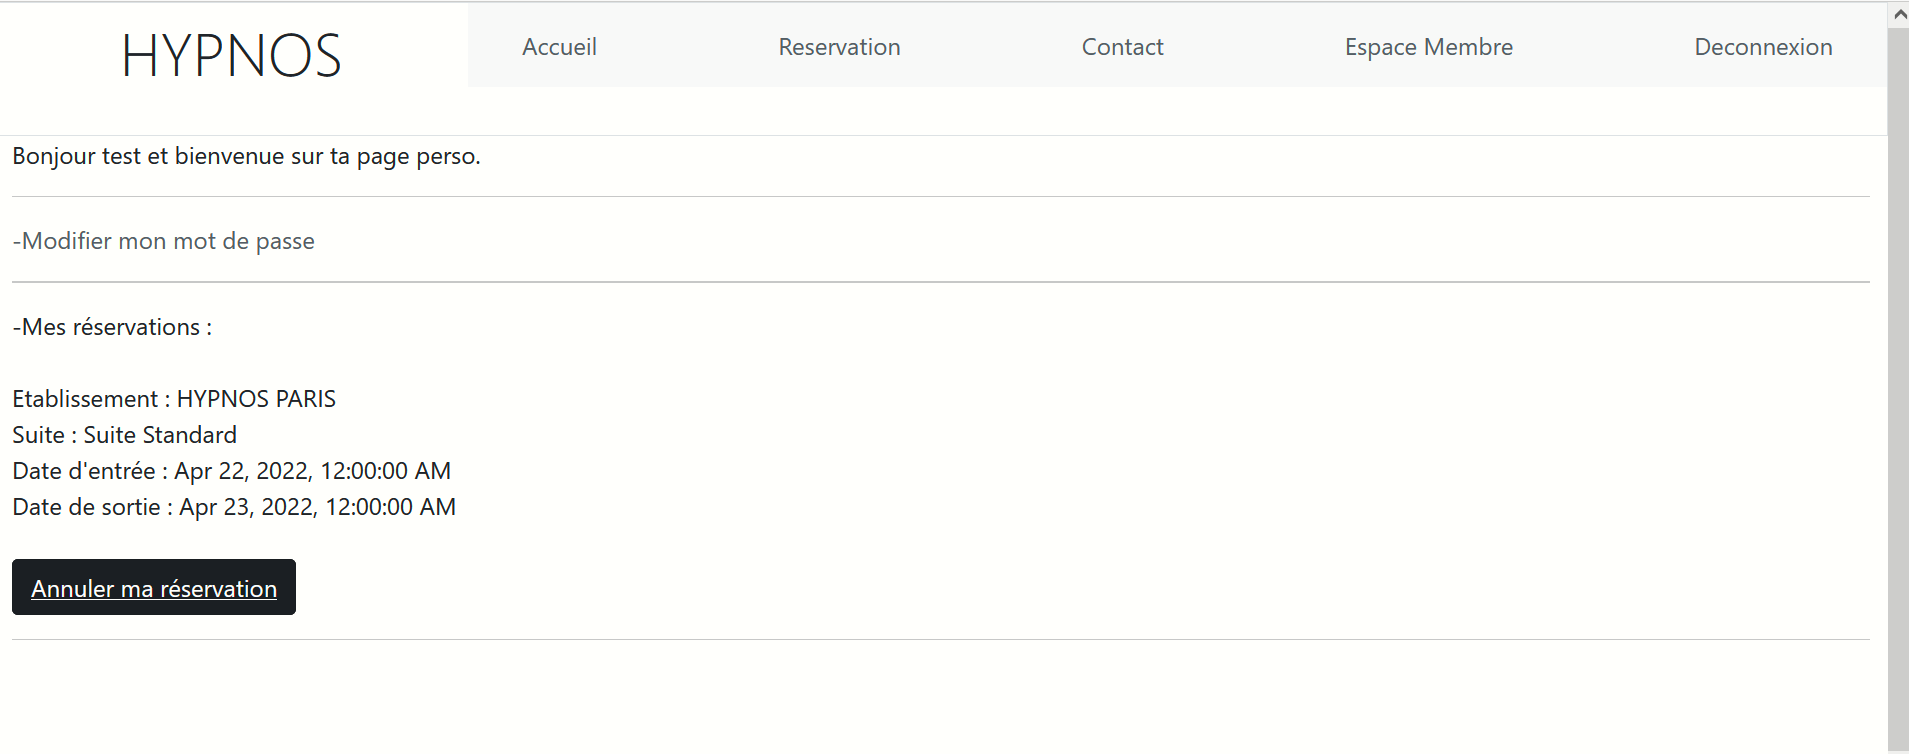 HYPNOS
Accueil
Reservation
Contact
Espace Membre
Deconnexion
Bonjour test et bienvenue sur ta page perso.
-Modifier mon mot de passe
-Mes réservations :
Etablissement : HYPNOS PARIS
Suite : Suite Standard
Date d'entrée : Apr 22, 2022, 12:00:00 AM
Date de sortie : Apr 23, 2022, 12:00:00 AM
Annuler ma réservation